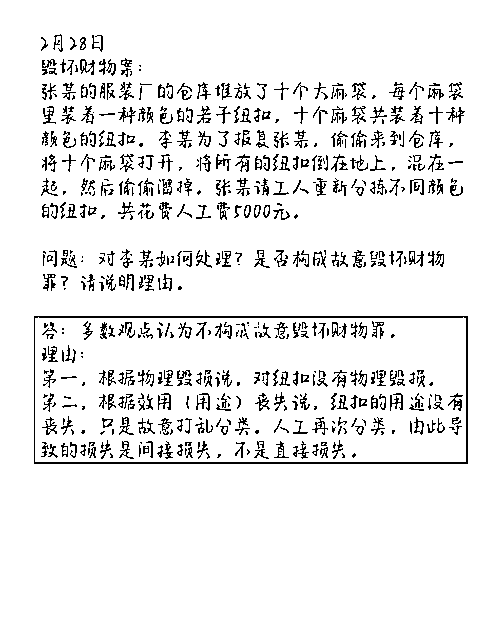 2月28日
毁坏财物案：
张某的服装厂的仓库堆放了十个大麻袋，每个麻袋
里装着一种颜色的若干纽扣，十个麻袋共装着十种
颜色的纽扣。李某为了报复张某，偷偷来到仓库，
将十个麻袋打开，将所有的纽扣倒在地上，混在一
起，然后偷偷溜掉。张某请工人重新分拣不同颜色
的纽扣，共花费人工费5000元。
问题：对李某如何处理？是否构成故意毁坏财物
罪？请说明理由。
答：多数观点认为不构成故意毁坏财物罪。
理由：
第一，根据物理毁损说，对纽扣没有物理毁损。
第二，根据效用（用途）丧失说，纽扣的用途没有
丧失，只是故意打乱分类。人工再次分类，由此导
致的损失是间接损失，不是直接损失。